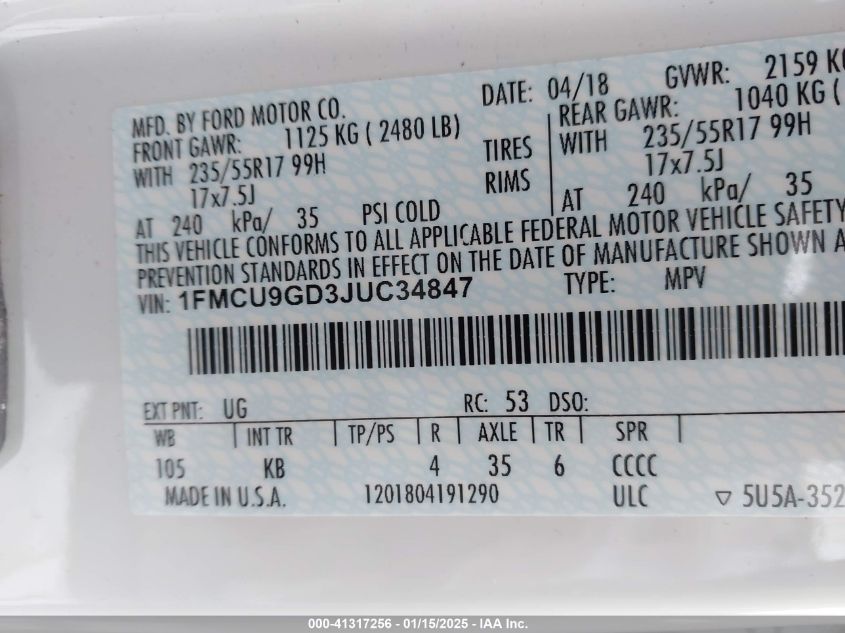 MFD. BY FORD MOTOR CO.
DATE: 04/18
GVWR: 2159 KG
FRONT GAWR: 1125 KG ( 2480 LB)
REAR GAWR: 1040 KG (
WITH 235/55R17 99H
TIRES
WITH 235/55R17 99H
17x7.5J
RIMS
17x7.5J
AT 240 kPa/ 35 PSI COLD
AT 240 kPa/ 35
THIS VEHICLE CONFORMS TO ALL APPLICABLE FEDERAL MOTOR VEHICLE SAFETY
PREVENTION STANDARDS IN EFFECT ON THE DATE OF MANUFACTURE SHOWN A
VIN: 1FMCU9GD3JUC34847
TYPE: MPV
EXT PNT: UG RC: 53 DSO:
WB | INT TR | TP/PS | R | AXLE | TR | SPR |
105 KB 4 35 6 CCCC
MADE IN U.S.A. 1201804191290 ULC ▽ 5U5A-352
000-41317256 - 01/15/2025 - IAA Inc.